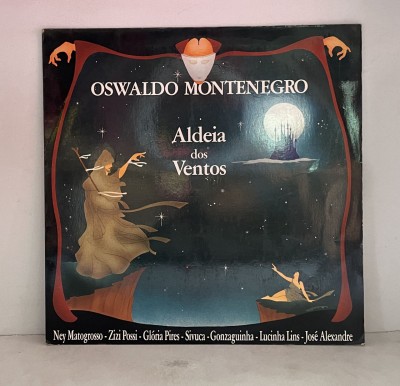 OSWALDO MONTENEGRO
Aldeia
dos
Ventos
Ney Matogrosso - Zizi Possi - Glória Pires - Sivuca - Gonzaguinha - Lucinha Lins - José Alexandre